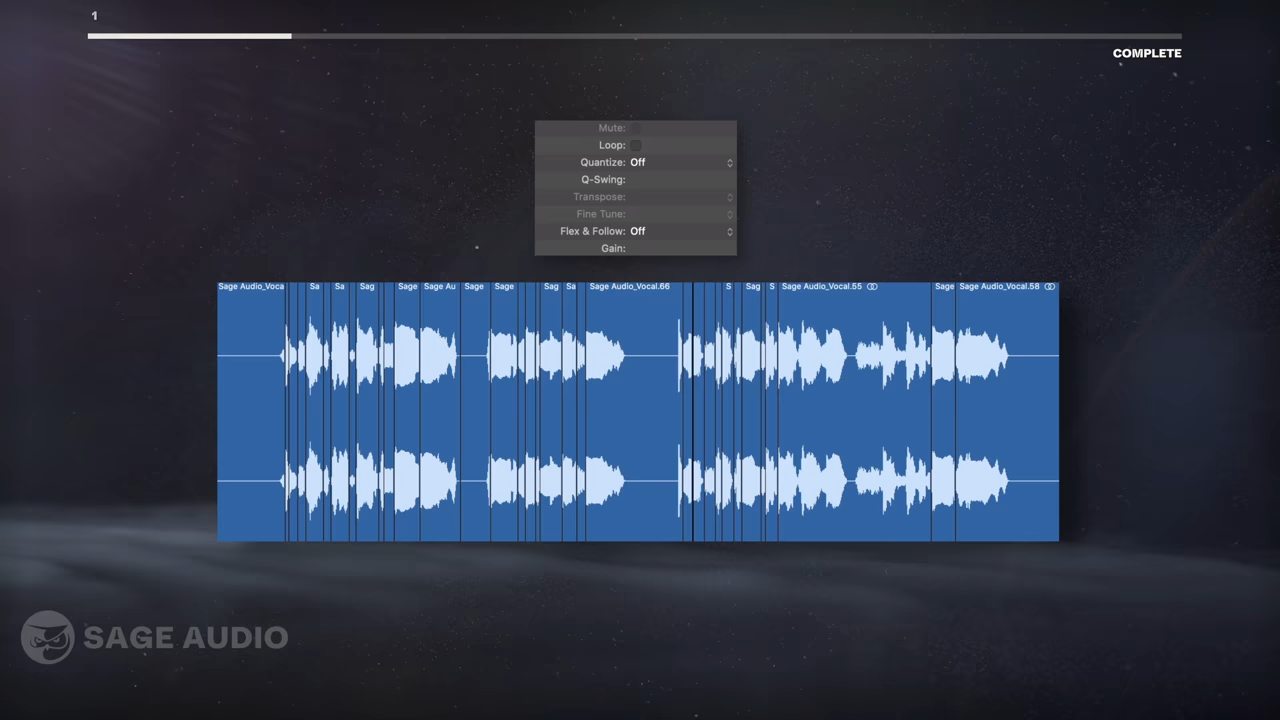 1
COMPLETE
Mute:
Loop:
Quantize: Off
Q-Swing:
Transpose:
Fine Tune:
Flex & Follow: Off
Gain:
Sage Audio_Voca Sa Sa Sag Sage Sage Au Sage Sage Sag Sa Sage Audio_Vocal.66 S Sag S Sage Audio_Vocal.55 Sage Sage Audio_Vocal.58
SAGE AUDIO